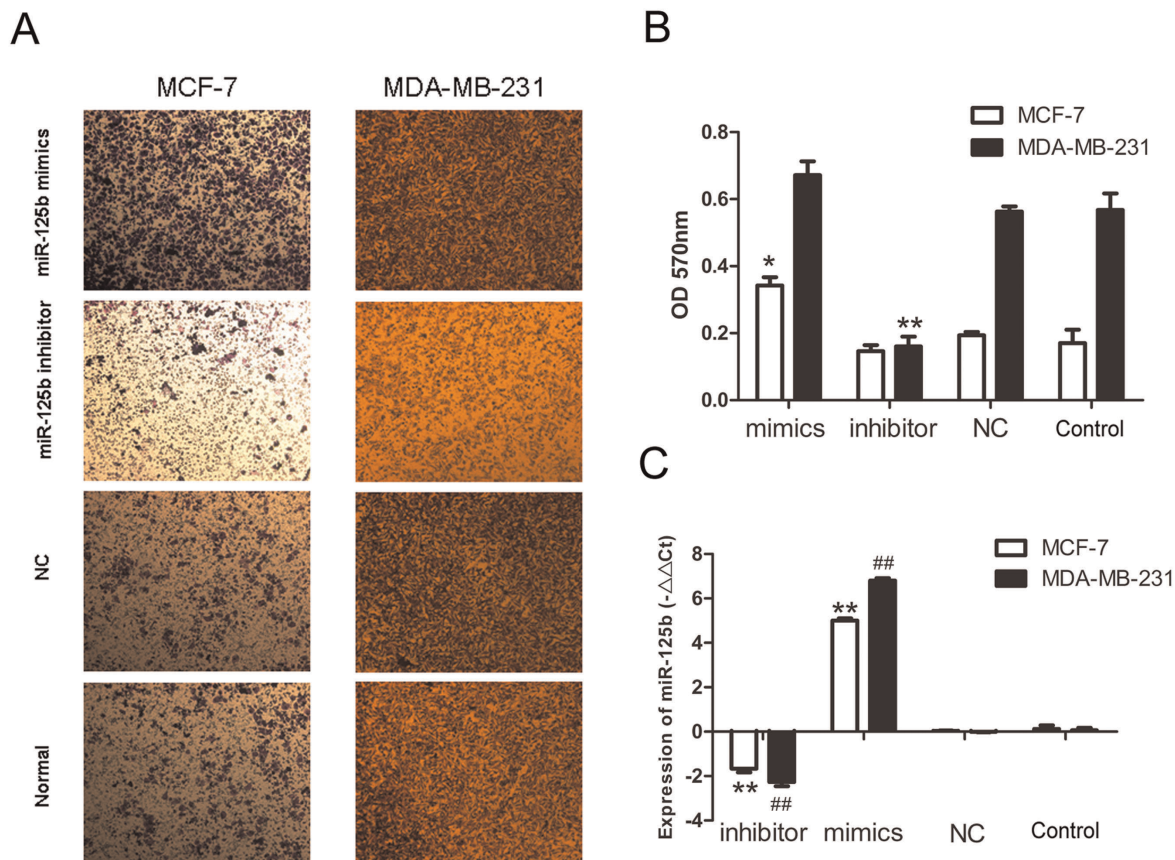 A
MCF-7 MDA-MB-231
miR-125b mimics
miR-125b inhibitor
NC
Normal
B
MCF-7
MDA-MB-231
OD 570nm
0.8
0.6
0.4
0.2
0.0
*
**
mimics inhibitor NC Control
C
MCF-7
MDA-MB-231
Expression of miR-125b (-△△Ct)
8
6
4
2
0
-2
-4
**
##
**
##
inhibitor mimics NC Control